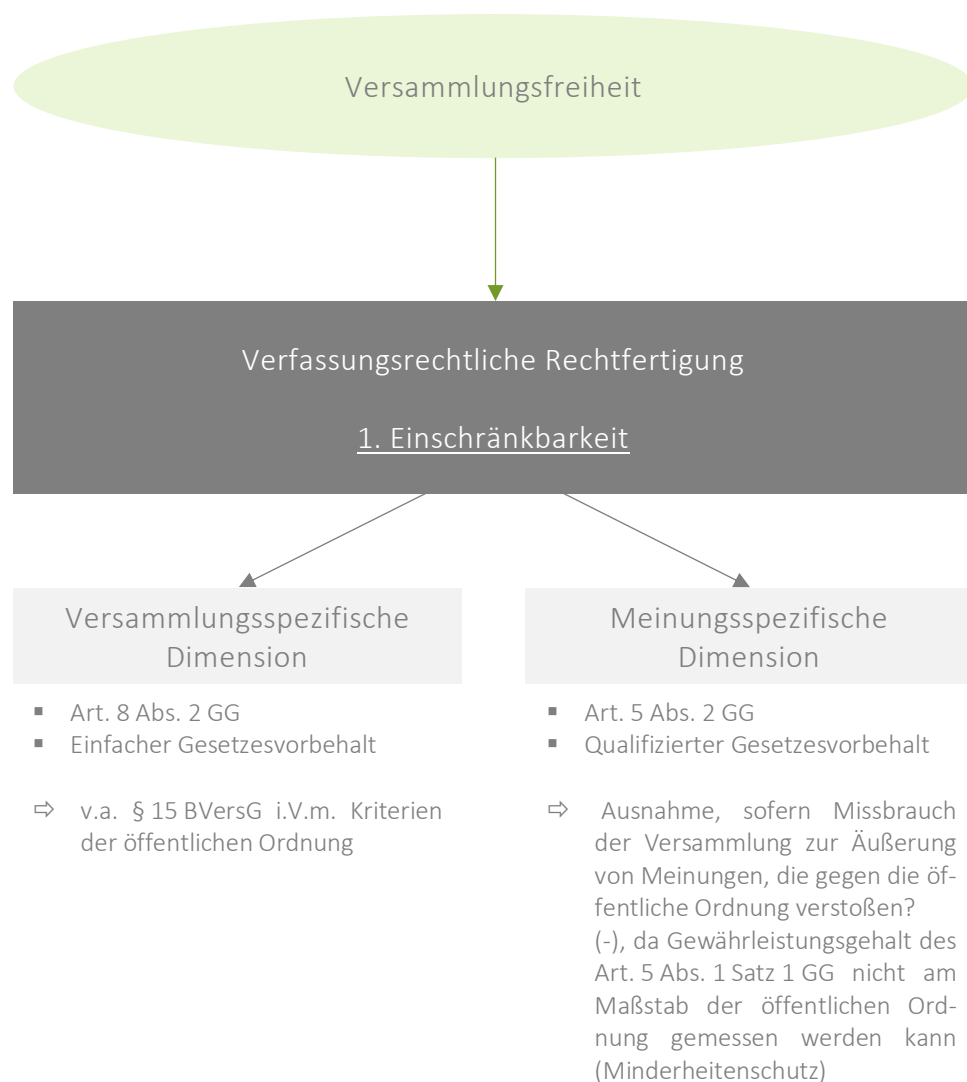 Versammlungsfreiheit
Verfassungsrechtliche Rechtfertigung
1. Einschränkbarkeit
Versammlungsspezifische
Dimension
▪ Art. 8 Abs. 2 GG
▪ Einfacher Gesetzesvorbehalt
⇨ v.a. § 15 BVersG i.V.m. Kriterien
der öffentlichen Ordnung
Meinungsspezifische
Dimension
▪ Art. 5 Abs. 2 GG
▪ Qualifizierter Gesetzesvorbehalt
⇨ Ausnahme, sofern Missbrauch
der Versammlung zur Äußerung
von Meinungen, die gegen die öf-
fentliche Ordnung verstoßen?
(-), da Gewährleistungsgehalt des
Art. 5 Abs. 1 Satz 1 GG nicht am
Maßstab der öffentlichen Ord-
nung gemessen werden kann
(Minderheitenschutz)